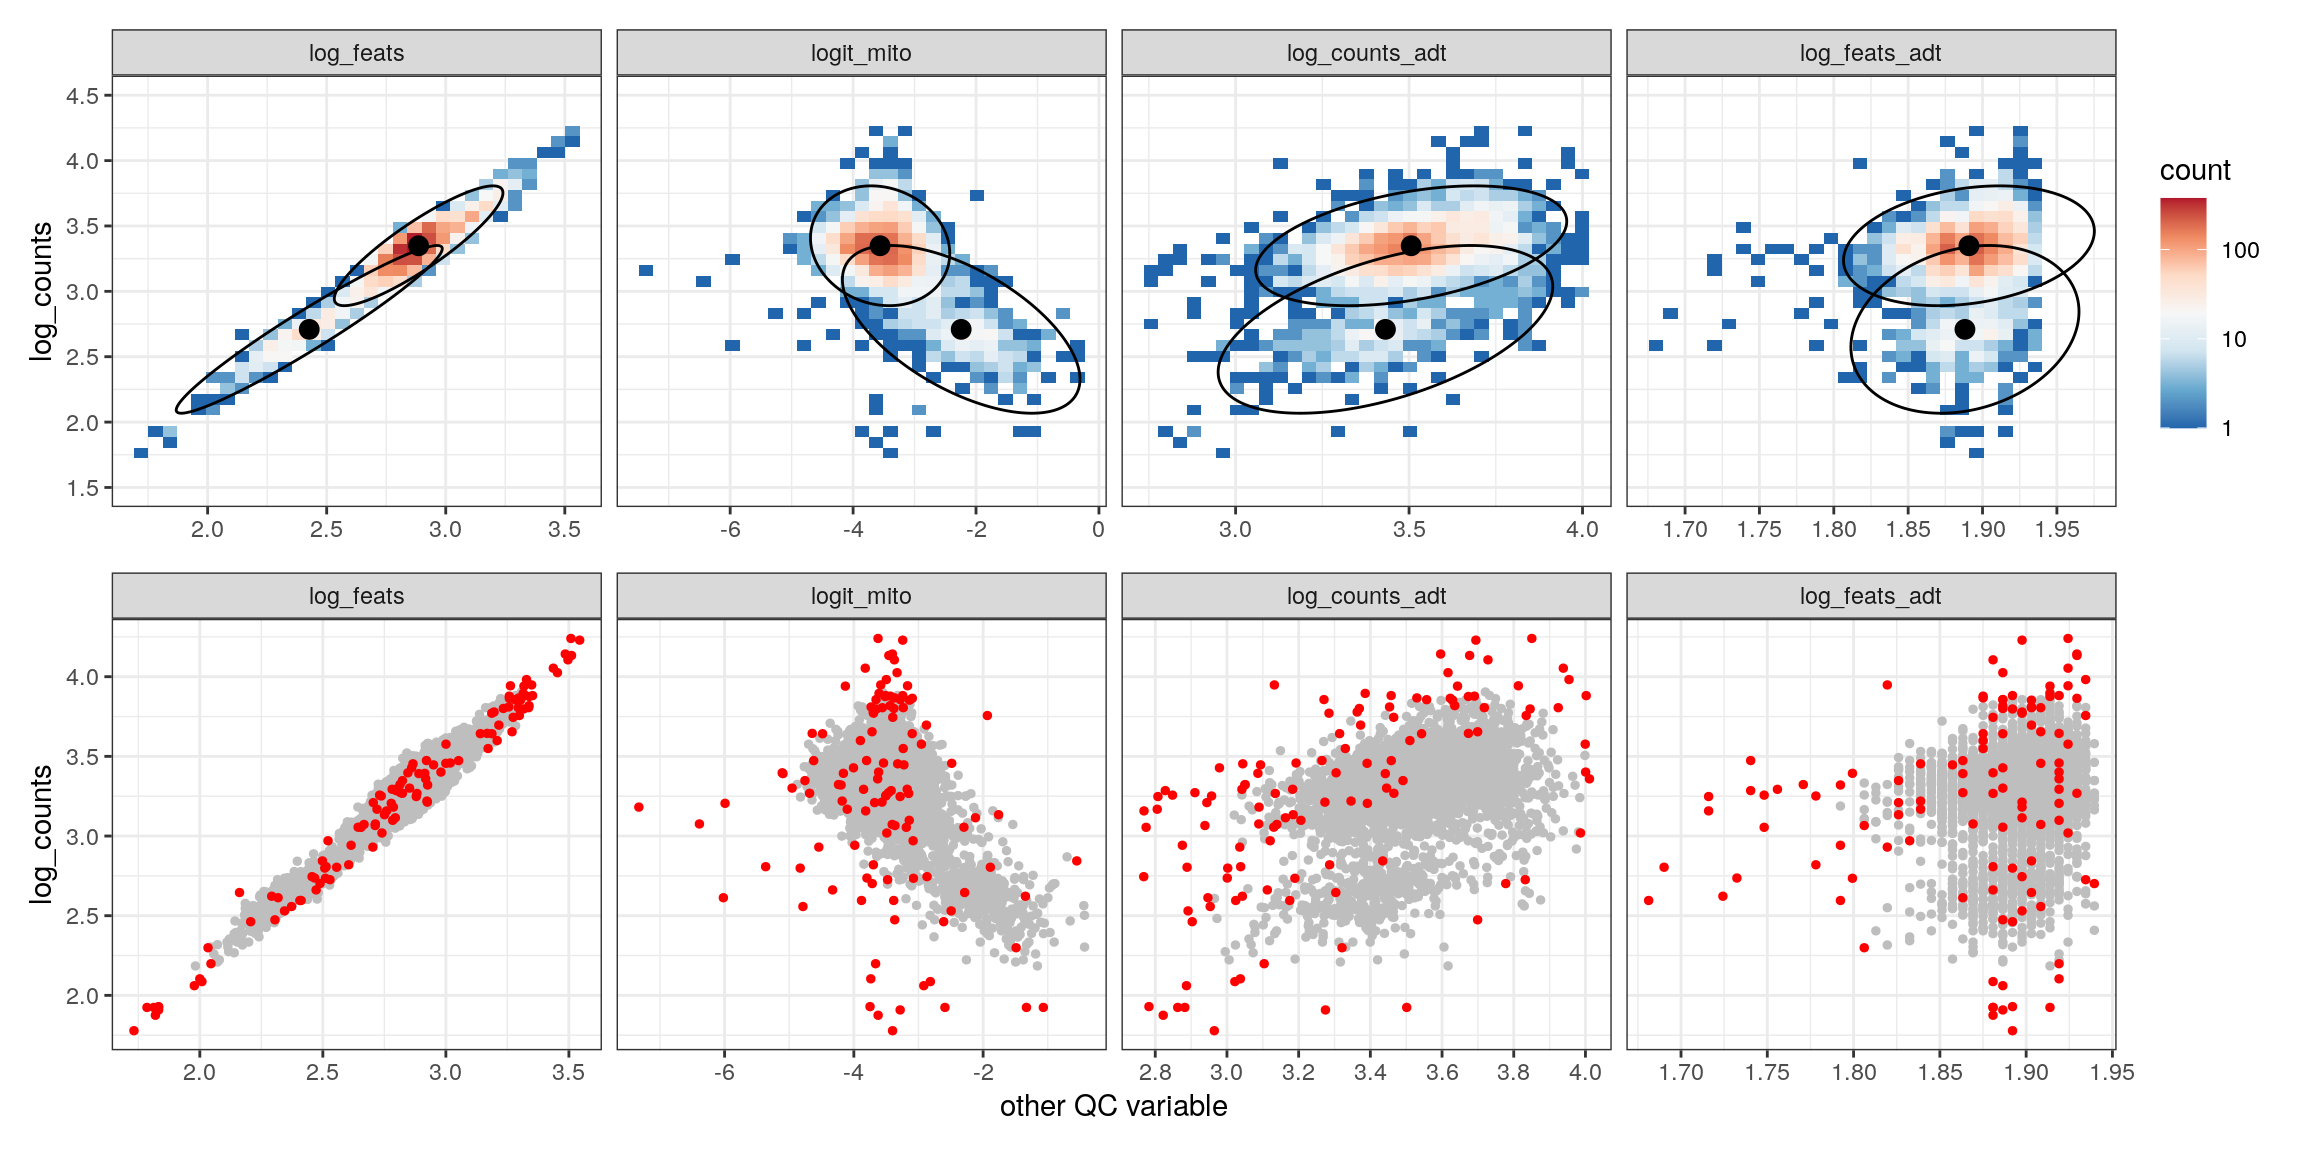 log_feats logit_mito log_counts_adt log_feats_adt
log_counts
4.5
4.0
3.5
3.0
2.5
2.0
1.5
2.0 2.5 3.0 3.5 -6 -4 -2 0 3.0 3.5 4.0 1.70 1.75 1.80 1.85 1.90 1.95
count
100
10
1
log_feats logit_mito log_counts_adt log_feats_adt
log_counts
4.0
3.5
3.0
2.5
2.0
2.0 2.5 3.0 3.5 -6 -4 -2 2.8 3.0 3.2 3.4 3.6 3.8 4.0 1.70 1.75 1.80 1.85 1.90 1.95
other QC variable